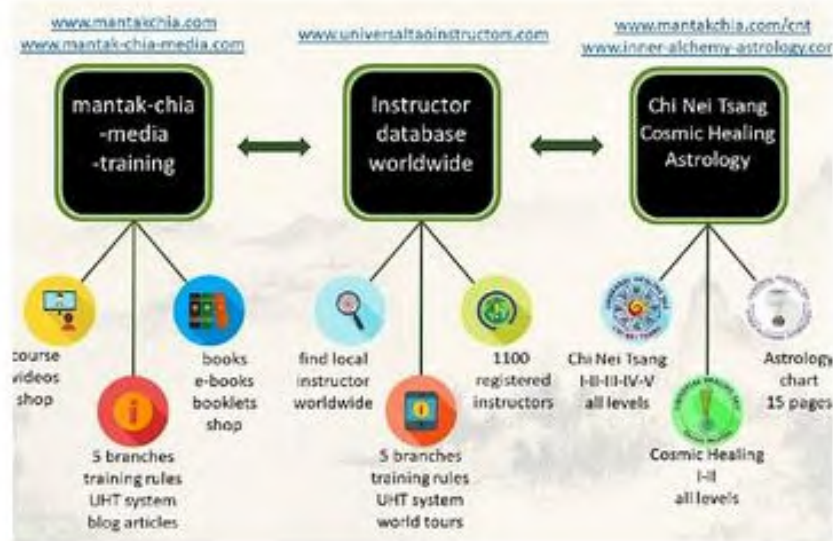 www.mantakchia.com
www.mantak-chia-media.com
www.universaltaoinstructors.com
www.mantakchia.com/cnt
www.inner-alchemy-astrology.com
mantak-chia
-media
-training
Instructor
database
worldwide
Chi Nei Tsang
Cosmic Healing
Astrology
course
videos
shop
books
e-books
booklets
shop
5 branches
training rules
UHT system
blog articles
find local
instructor
worldwide
1100
registered
instructors
5 branches
training rules
UHT system
world tours
Chi Nei Tsang
I-II-III-IV-V
all levels
Astrology
chart
15 pages
Cosmic Healing
I-II
all levels